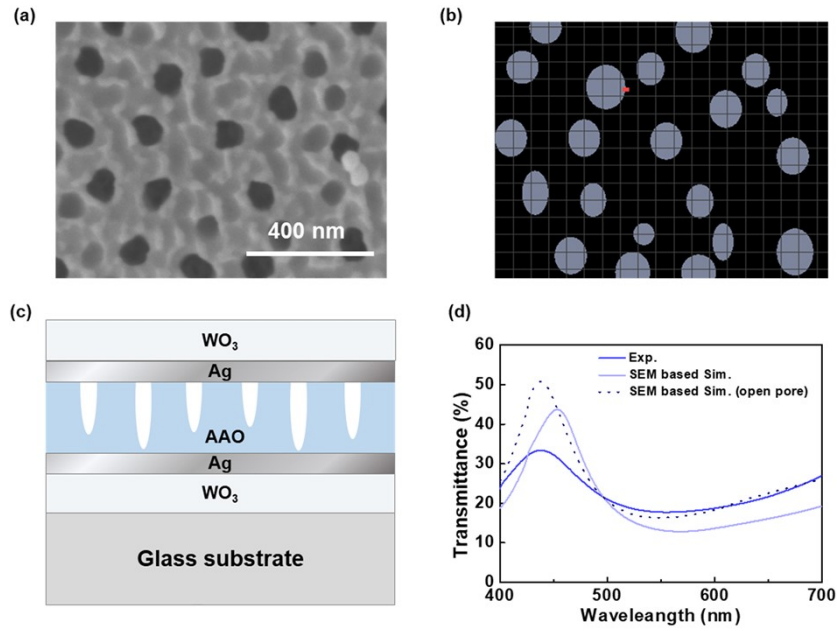 (a)
400 nm
(b)
(c)
WO3
Ag
AAO
Ag
WO3
Glass substrate
(d)
60
50
40
30
20
10
0
Transmittance (%)
Exp.
SEM based Sim.
SEM based Sim. (open pore)
400 500 600 700
Waveleangth (nm)